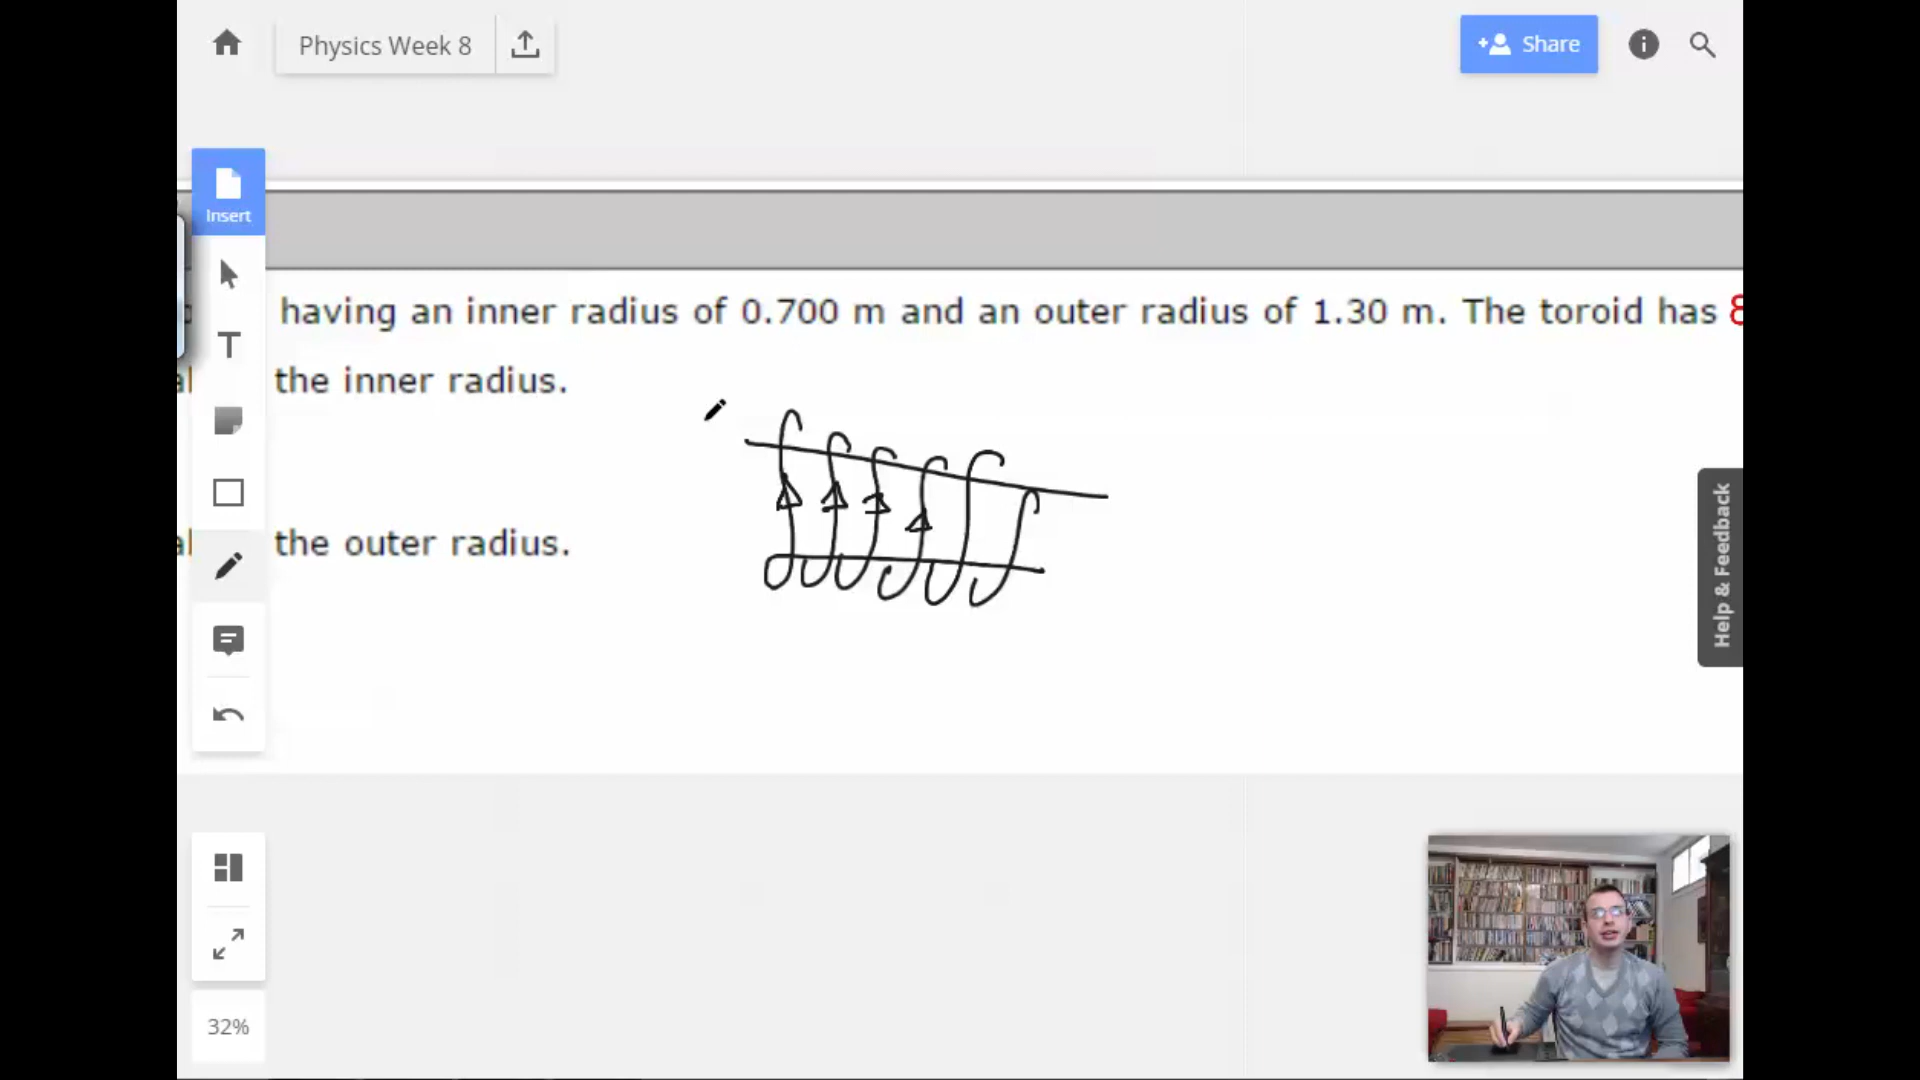 Physics Week 8
Share
Insert
having an inner radius of 0.700 m and an outer radius of 1.30 m. The toroid has 8
the inner radius.
T
the outer radius.
Help & Feedback
32%